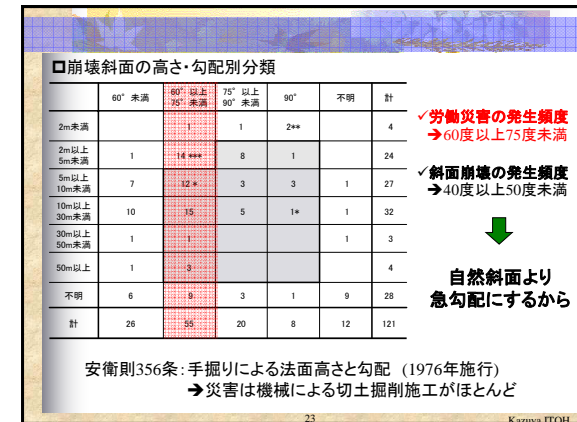 崩壊斜面の高さ・勾配別分類
60° 未満 60° 以上 75° 未満 75° 以上 90° 未満 90° 不明 計
2m未満 1 1 2** 4
2m以上 5m未満 1 14 *** 8 1 24
5m以上 10m未満 7 12 * 3 3 1 27
10m以上 30m未満 10 15 5 1* 1 32
30m以上 50m未満 1 1 1 3
50m以上 1 3 4
不明 6 9 3 1 9 28
計 26 55 20 8 12 121
✓労働災害の発生頻度
➔60度以上75度未満
✓斜面崩壊の発生頻度
➔40度以上50度未満
自然斜面より
急勾配にするから
安衛則356条:手掘りによる法面高さと勾配 (1976年施行)
➔災害は機械による切土掘削施工がほとんど
23
Kazuya ITOH